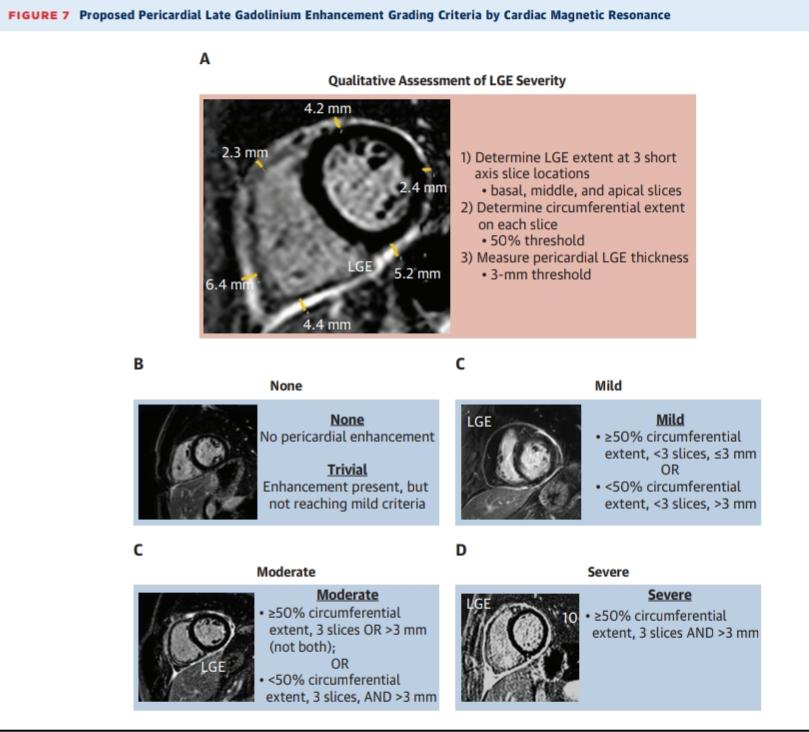 FIGURE 7 Proposed Pericardial Late Gadolinium Enhancement Grading Criteria by Cardiac Magnetic Resonance
A
Qualitative Assessment of LGE Severity
4.2 mm
2.3 mm
2.4 mm
LGE
5.2 mm
6.4 mm
4.4 mm
1) Determine LGE extent at 3 short
axis slice locations
• basal, middle, and apical slices
2) Determine circumferential extent
on each slice
• 50% threshold
3) Measure pericardial LGE thickness
• 3-mm threshold
B
None
None
No pericardial enhancement
Trivial
Enhancement present, but
not reaching mild criteria
C
Mild
LGE
Mild
• ≥50% circumferential
extent, <3 slices, ≤3 mm
OR
• <50% circumferential
extent, <3 slices, >3 mm
C
Moderate
LGE
Moderate
• ≥50% circumferential
extent, 3 slices OR >3 mm
(not both);
OR
• <50% circumferential
extent, 3 slices, AND >3 mm
D
Severe
LGE
10
Severe
• ≥50% circumferential
extent, 3 slices AND >3 mm